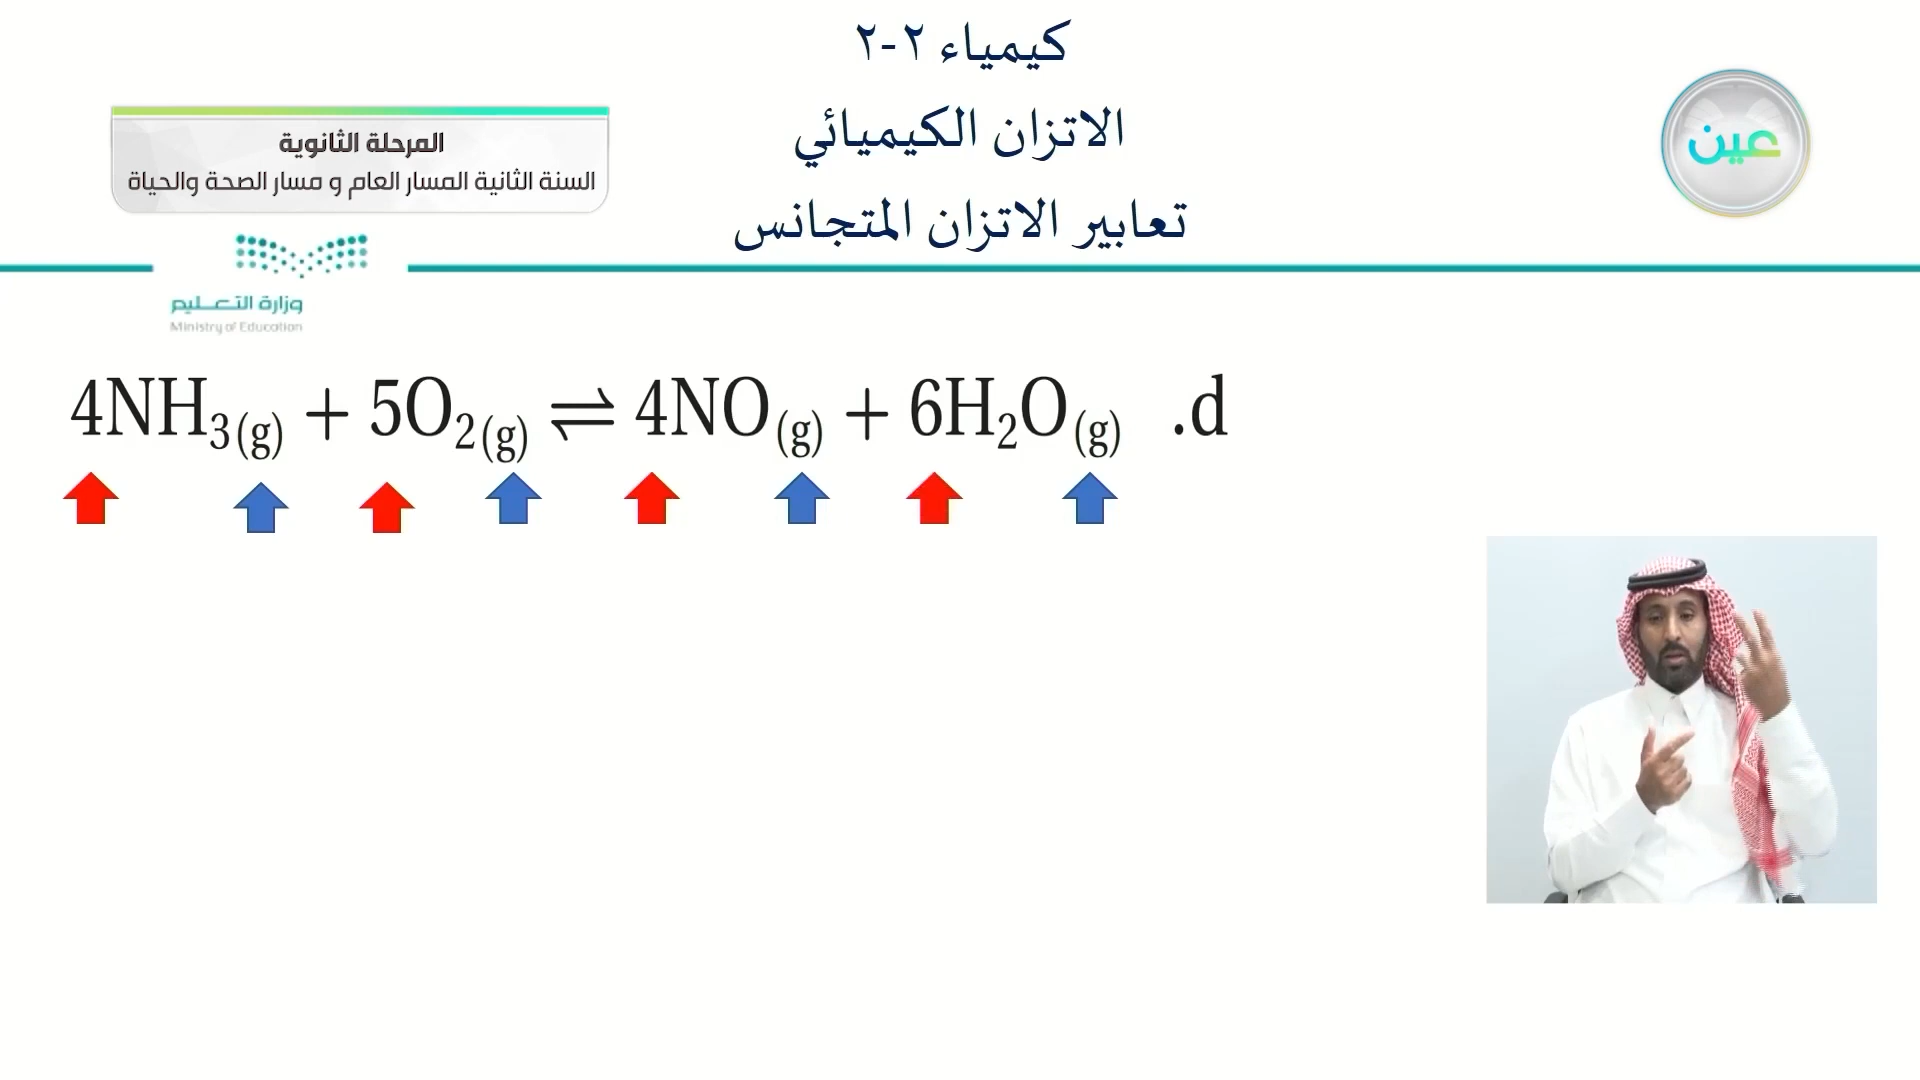 كيمياء ٢-٢
الاتزان الكيميائي
تعابير الاتزان المتجانس
عين
المرحلة الثانوية
السنة الثانية المسار العام و مسار الصحة والحياة
وزارة التعليم
Ministry of Education
4NH₃(g) + 5O₂(g) ⇌ 4NO(g) + 6H₂O(g) .d